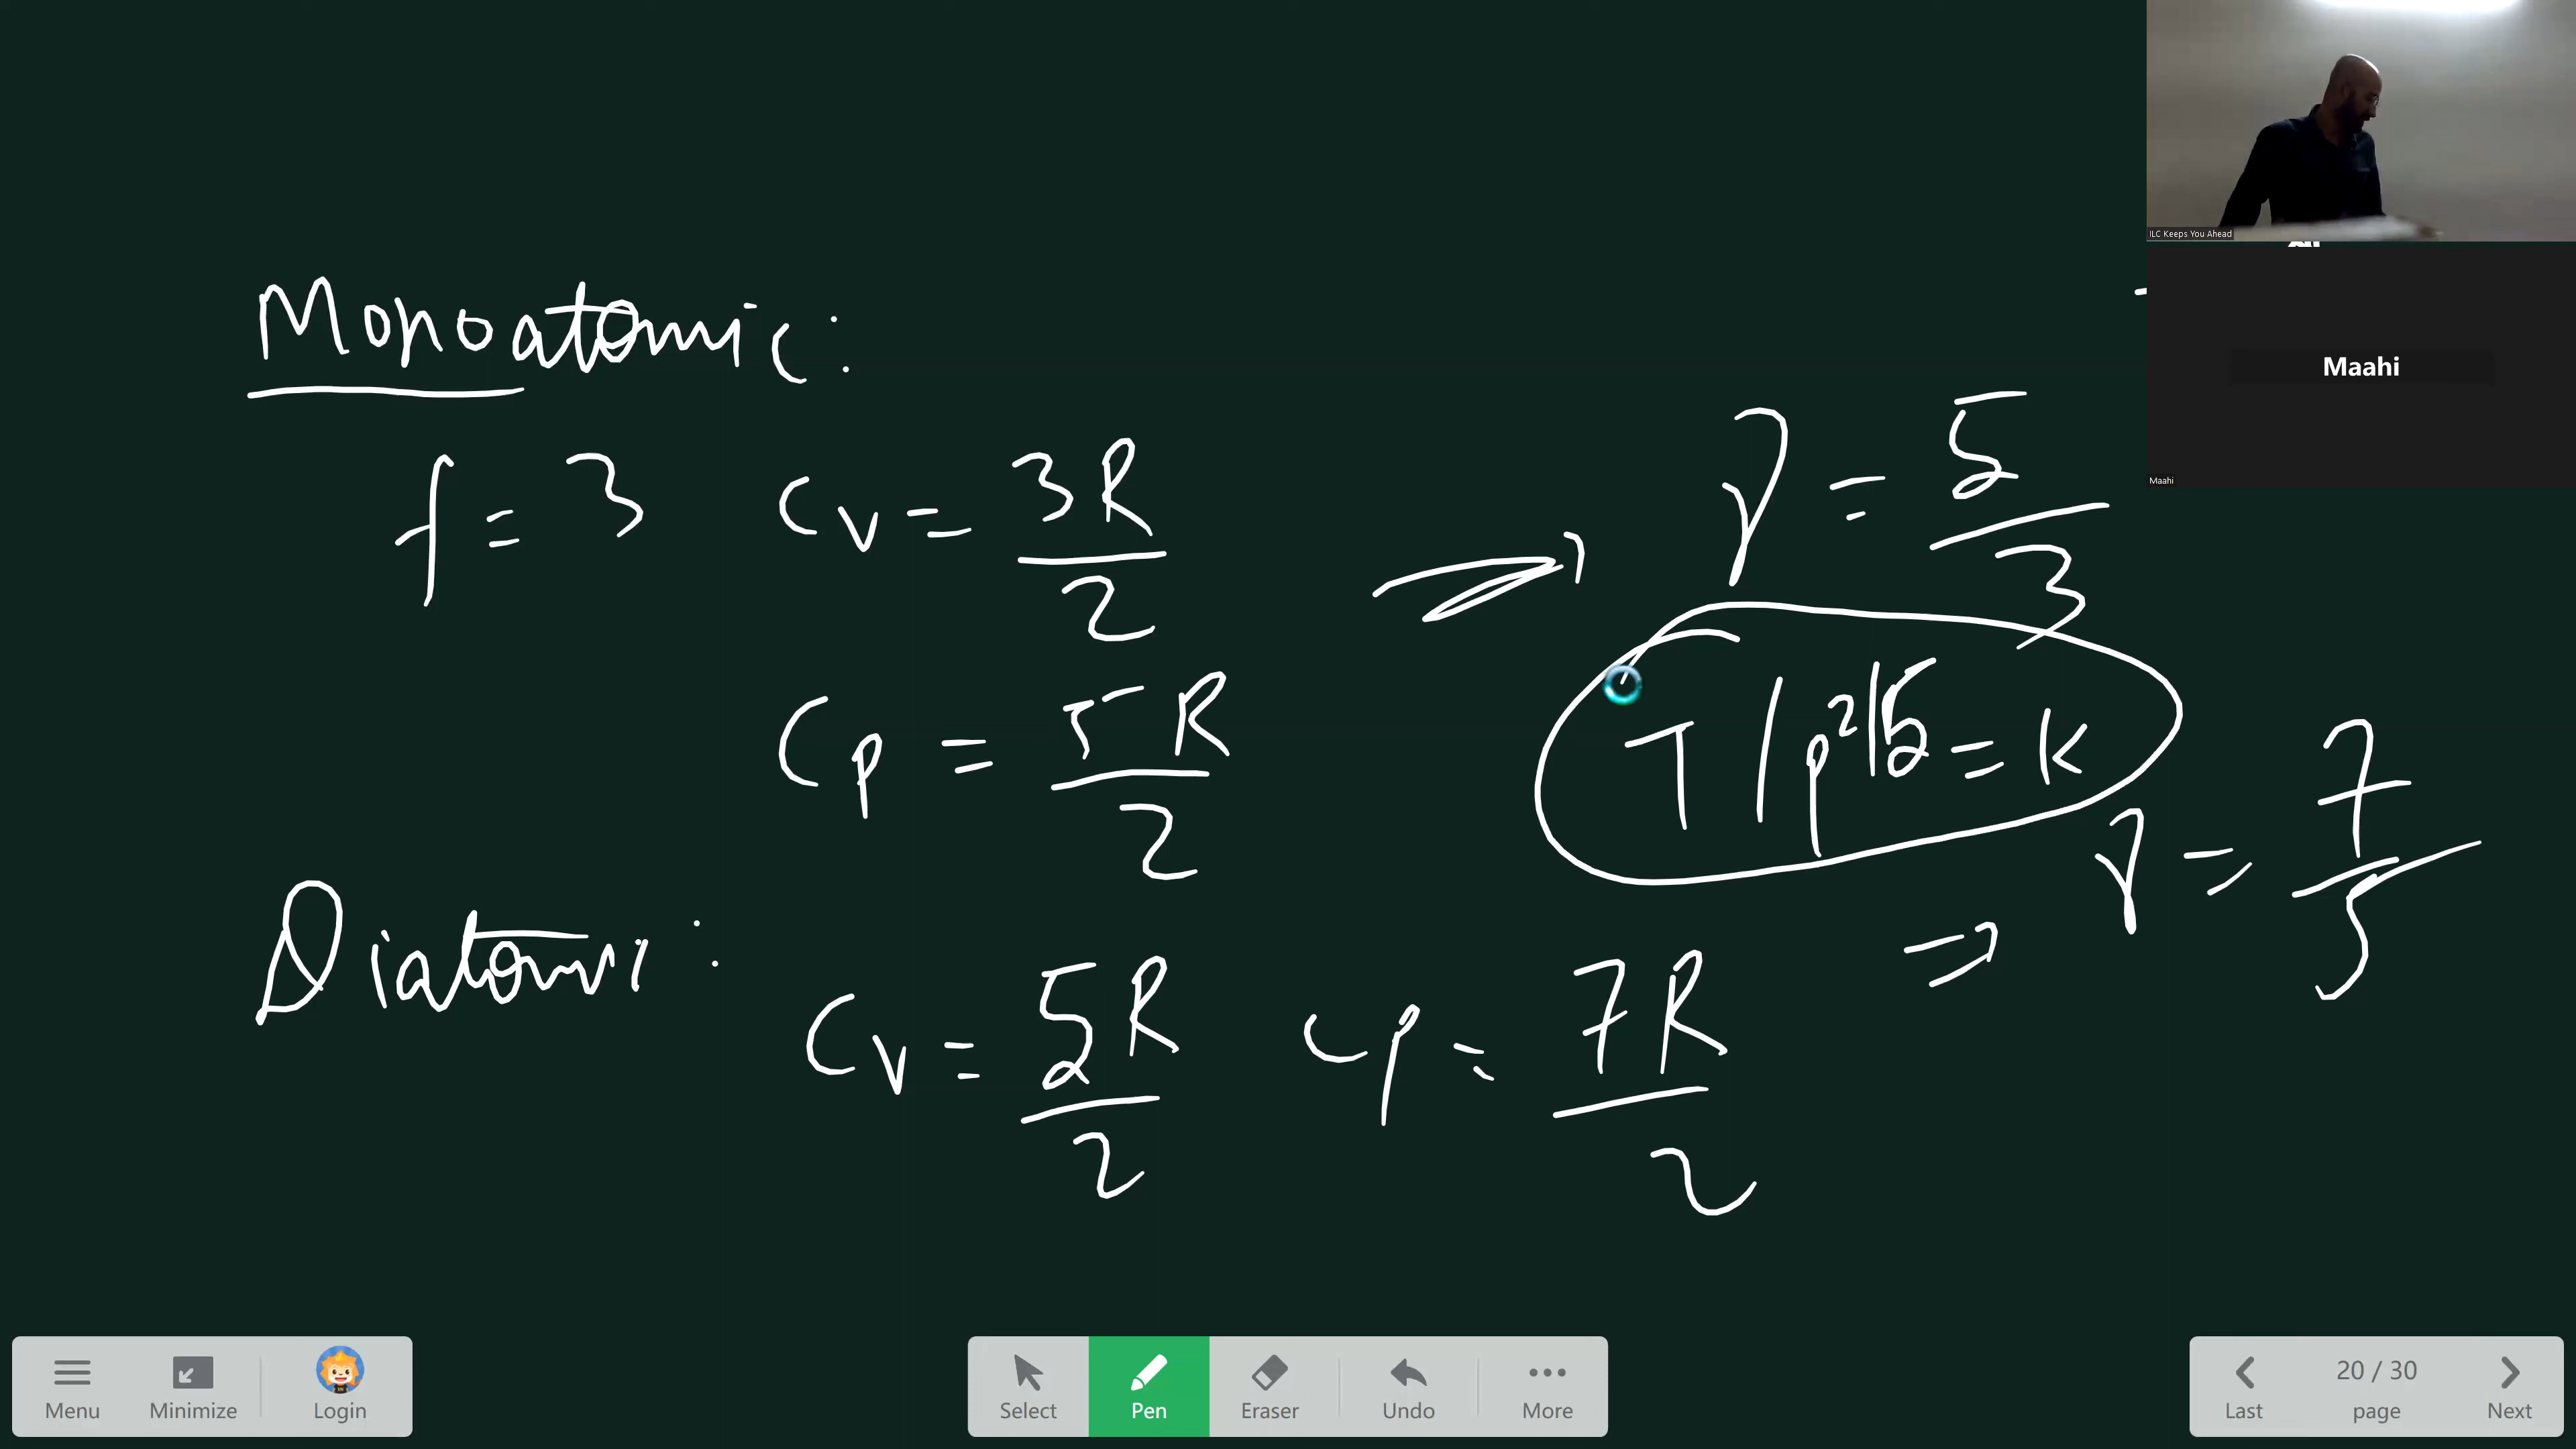 ILC Keeps You Ahead
Maahi
Maahi
Monoatomic:
f = 3 Cv = 3R/2 ⇒ γ = 5/3
Cp = 5R/2 T/p^2/5 = k
Diatomi: ⇒ γ = 7/5
Cv = 5R/2 Cp = 7R/2
Menu Minimize Login Select Pen Eraser Undo More Last 20 / 30 page Next